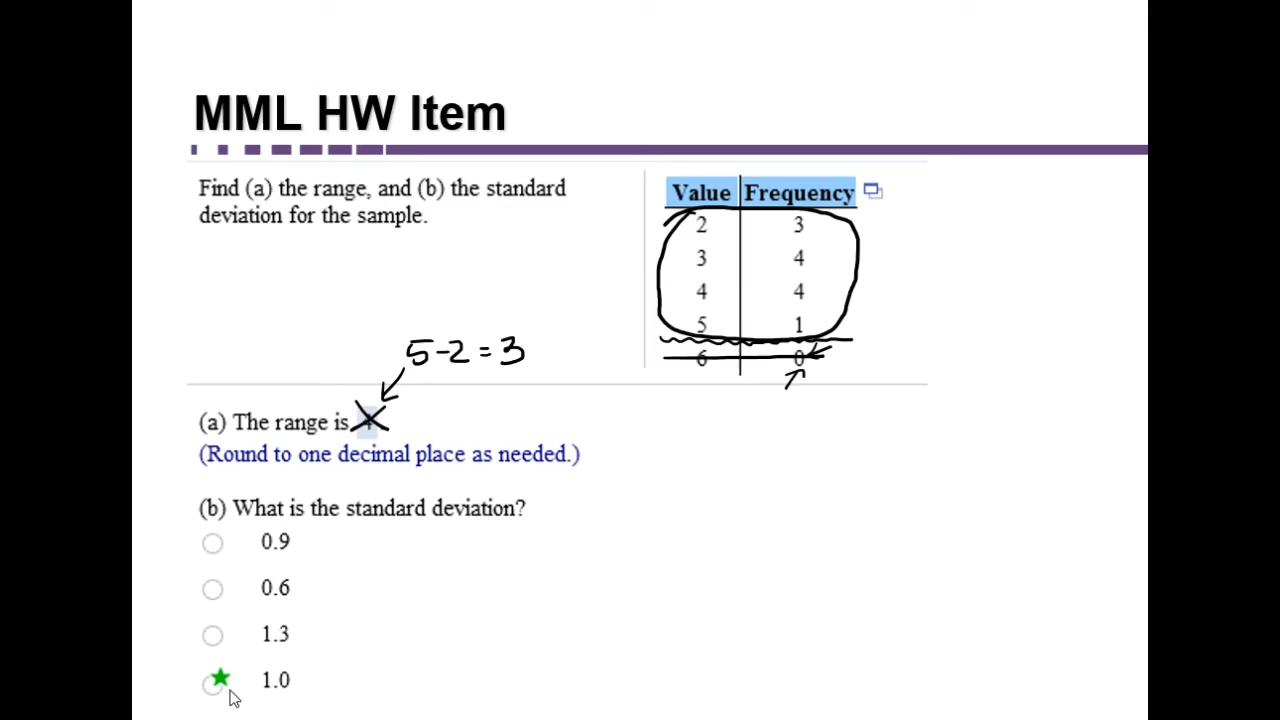 MML HW Item
Find (a) the range, and (b) the standard
deviation for the sample.
Value Frequency
2 3
3 4
4 4
5 1
6 0
5-2=3
(a) The range is
(Round to one decimal place as needed.)
(b) What is the standard deviation?
0.9
0.6
1.3
1.0